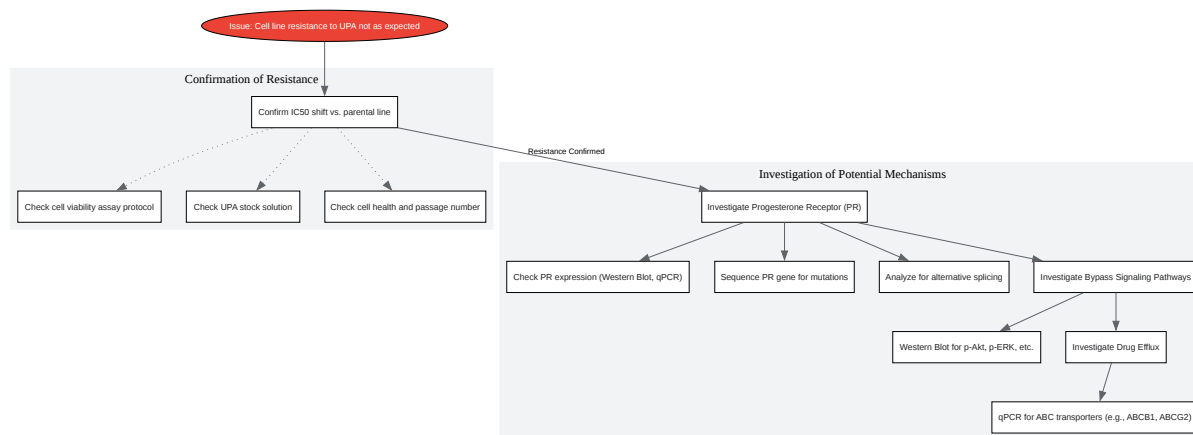 Issue: Cell line resistance to UPA not as expected
Confirmation of Resistance
Confirm IC50 shift vs. parental line
Resistance Confirmed
Check cell viability assay protocol
Check UPA stock solution
Check cell health and passage number
Investigation of Potential Mechanisms
Investigate Progesterone Receptor (PR)
Check PR expression (Western Blot, qPCR)
Sequence PR gene for mutations
Analyze for alternative splicing
Investigate Bypass Signaling Pathways
Western Blot for p-Akt, p-ERK, etc.
Investigate Drug Efflux
qPCR for ABC transporters (e.g., ABCB1, ABCG2)